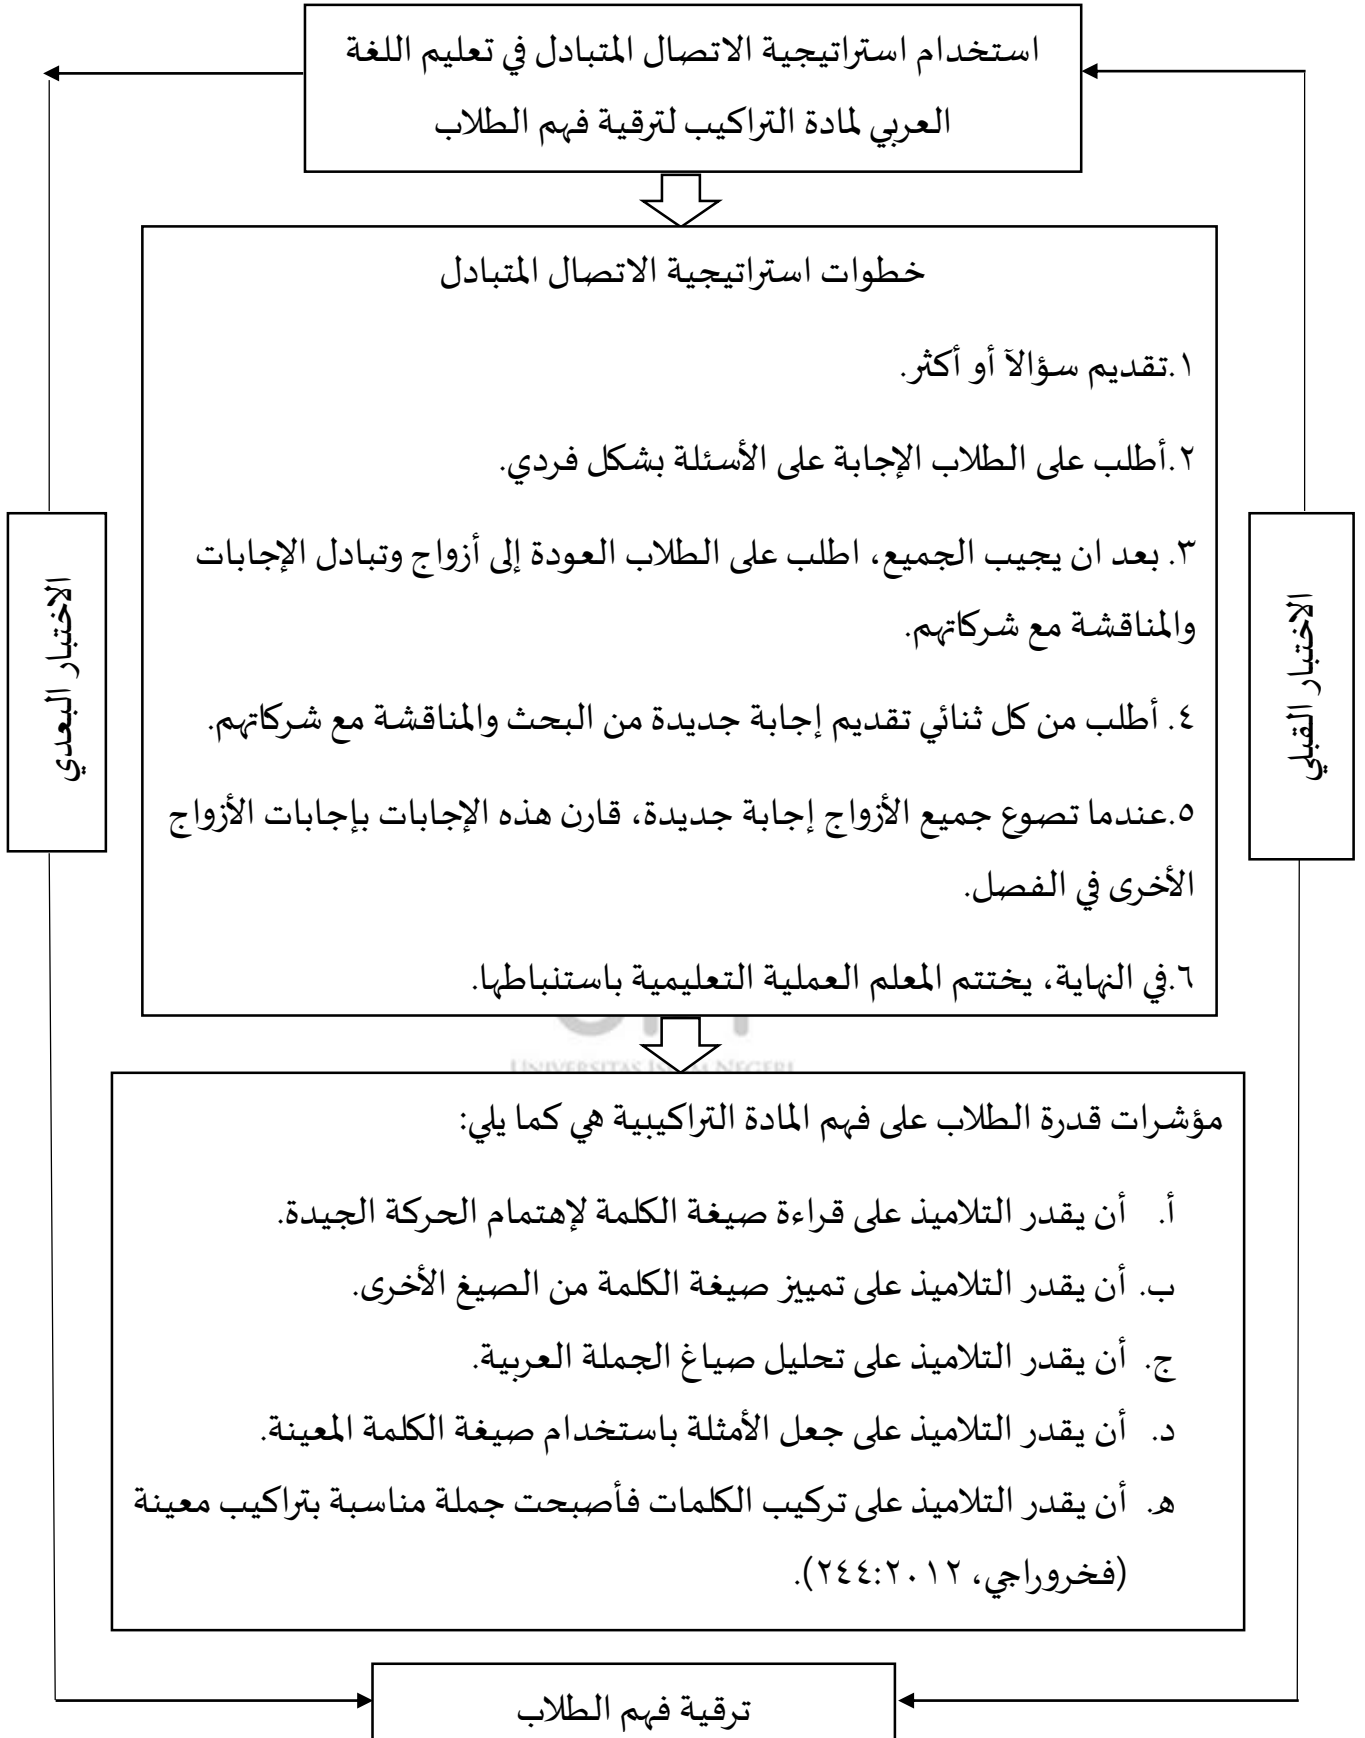 استخدام استراتيجية الاتصال المتبادل في تعليم اللغة
العربي لمادة التراكيب لترقية فهم الطلاب
خطوات استراتيجية الاتصال المتبادل
١.تقديم سؤالآ أو أكثر.
٢.أطلب على الطلاب الإجابة على الأسئلة بشكل فردي.
٣. بعد ان يجيب الجميع، اطلب على الطلاب العودة إلى أزواج وتبادل الإجابات
والمناقشة مع شركاتهم.
٤. أطلب من كل ثنائي تقديم إجابة جديدة من البحث والمناقشة مع شركاتهم.
٥.عندما تصوع جميع الأزواج إجابة جديدة، قارن هذه الإجابات بإجابات الأزواج
الأخرى في الفصل.
٦.في النهاية، يختتم المعلم العملية التعليمية باستنباطها.
الاختبار القبلي
الاختبار البعدي
UNIVERSITAS ISLAM NEGERI
مؤشرات قدرة الطلاب على فهم المادة التراكيبية هي كما يلي:
أ. أن يقدر التلاميذ على قراءة صيغة الكلمة لإهتمام الحركة الجيدة.
ب. أن يقدر التلاميذ على تمييز صيغة الكلمة من الصيغ الأخرى.
ج. أن يقدر التلاميذ على تحليل صياغ الجملة العربية.
د. أن يقدر التلاميذ على جعل الأمثلة باستخدام صيغة الكلمة المعينة.
ه. أن يقدر التلاميذ على تركيب الكلمات فأصبحت جملة مناسبة بتراكيب معينة
(فخروراجي، ٢٤٤:٢٠١٢).
ترقية فهم الطلاب